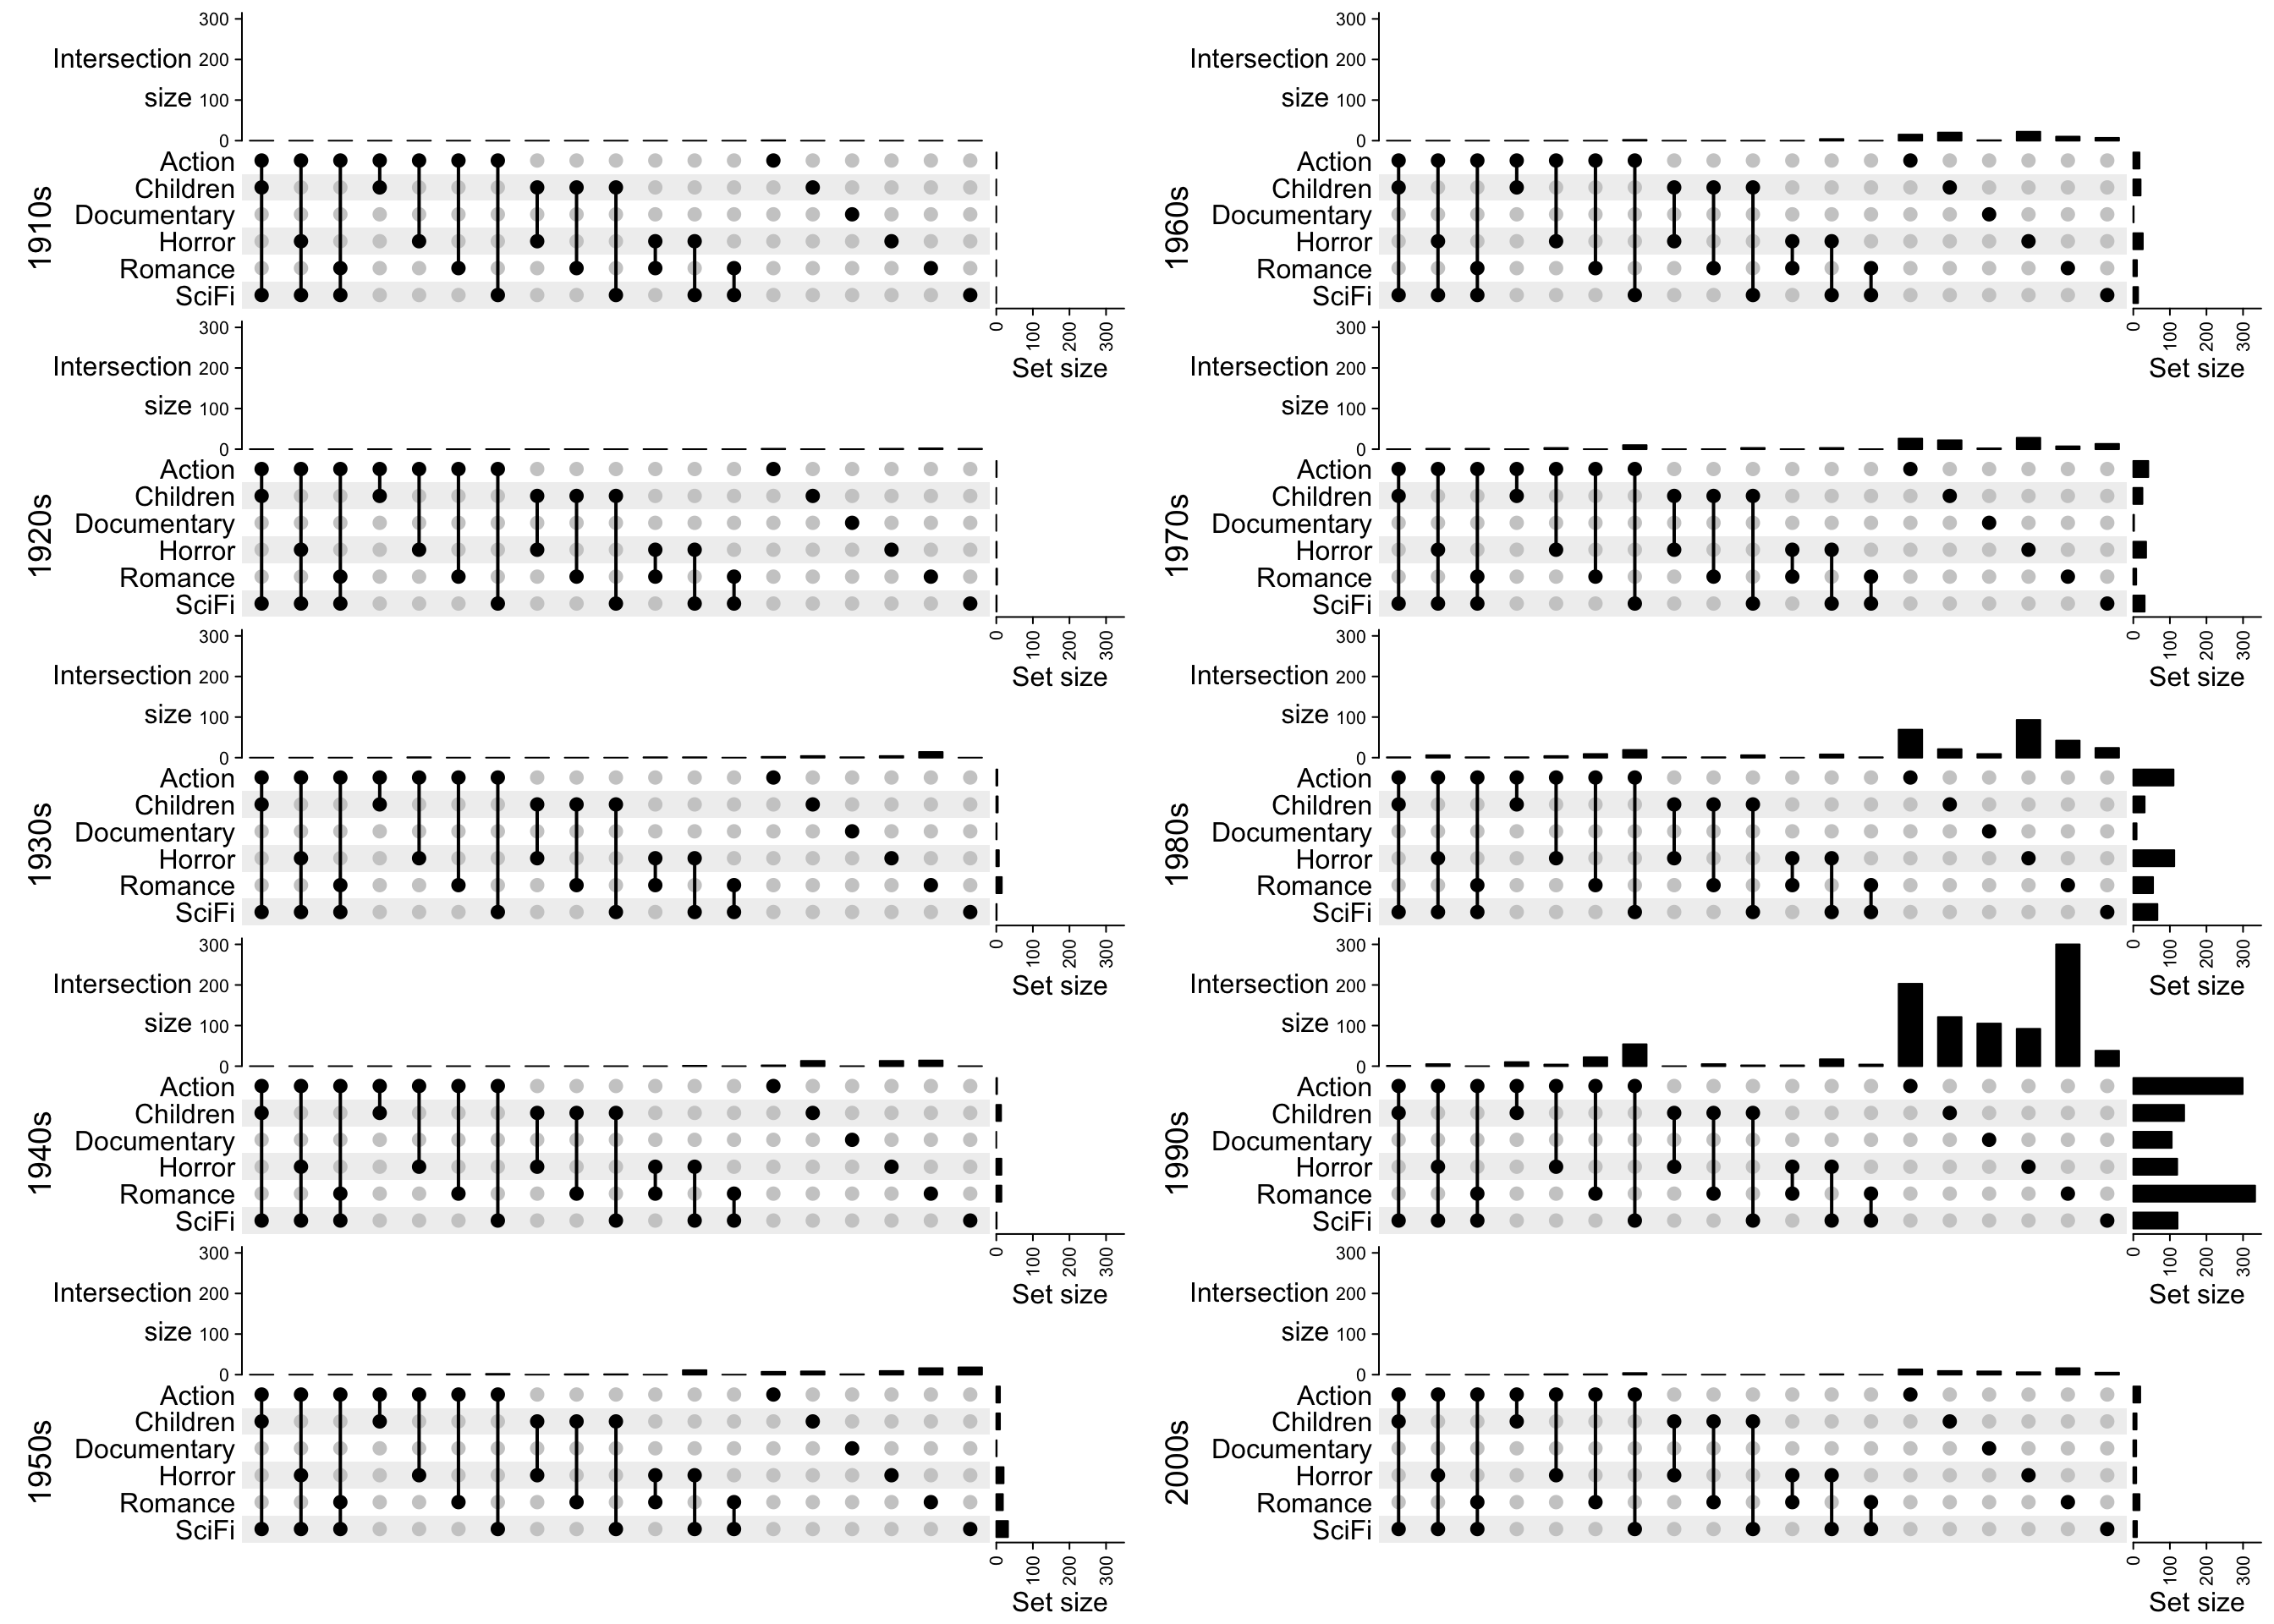 300
Intersection 200
size 100
0
Action
Children
Documentary
Horror
Romance
SciFi
1910s
0 100 200 300
Set size
300
Intersection 200
size 100
0
Action
Children
Documentary
Horror
Romance
SciFi
1920s
0 100 200 300
Set size
300
Intersection 200
size 100
0
Action
Children
Documentary
Horror
Romance
SciFi
1930s
0 100 200 300
Set size
300
Intersection 200
size 100
0
Action
Children
Documentary
Horror
Romance
SciFi
1940s
0 100 200 300
Set size
300
Intersection 200
size 100
0
Action
Children
Documentary
Horror
Romance
SciFi
1950s
0 100 200 300
Set size
300
Intersection 200
size 100
0
Action
Children
Documentary
Horror
Romance
SciFi
1960s
0 100 200 300
Set size
300
Intersection 200
size 100
0
Action
Children
Documentary
Horror
Romance
SciFi
1970s
0 100 200 300
Set size
300
Intersection 200
size 100
0
Action
Children
Documentary
Horror
Romance
SciFi
1980s
0 100 200 300
Set size
300
Intersection 200
size 100
0
Action
Children
Documentary
Horror
Romance
SciFi
1990s
0 100 200 300
Set size
300
Intersection 200
size 100
0
Action
Children
Documentary
Horror
Romance
SciFi
2000s
0 100 200 300
Set size